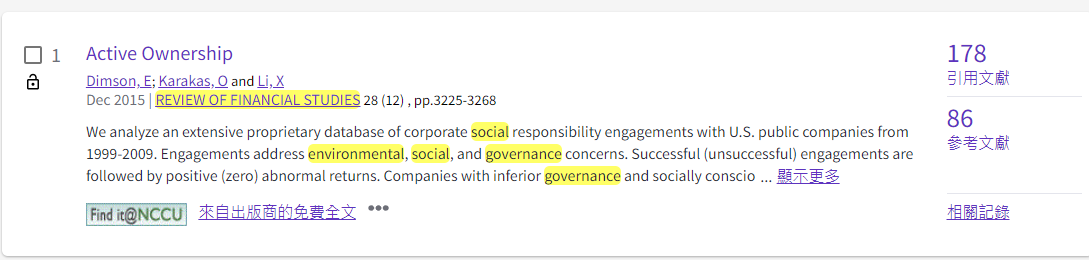 1 Active Ownership
Dimson, E; Karakas, O and Li, X
Dec 2015 | REVIEW OF FINANCIAL STUDIES 28 (12) , pp.3225-3268
We analyze an extensive proprietary database of corporate social responsibility engagements with U.S. public companies from
1999-2009. Engagements address environmental, social, and governance concerns. Successful (unsuccessful) engagements are
followed by positive (zero) abnormal returns. Companies with inferior governance and socially conscio ... 顯示更多
Find it@NCCU 來自出版商的免費全文 •••
178
引用文獻
86
參考文獻
相關記錄